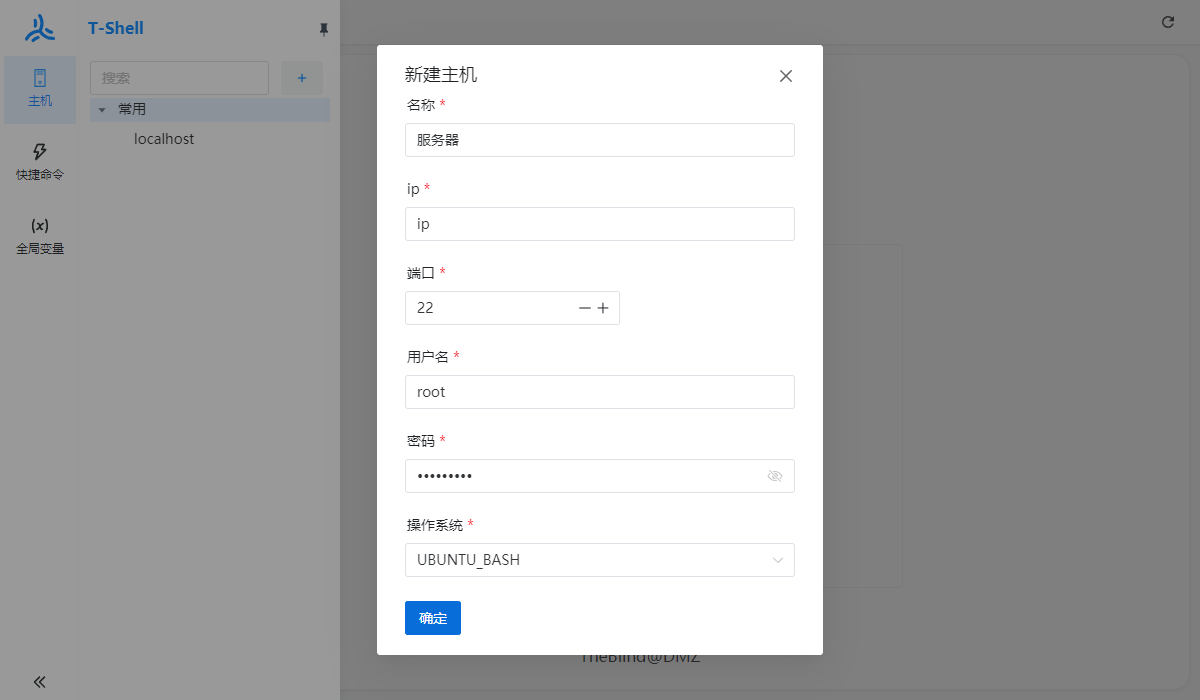 T-Shell
搜索
+
主机
常用
localhost
快捷命令
(x)
全局变量
新建主机
名称 *
服务器
ip *
ip
端口 *
22
用户名 *
root
密码 *
•••••••••
操作系统 *
UBUNTU_BASH
确定
TheBlind@DMZ